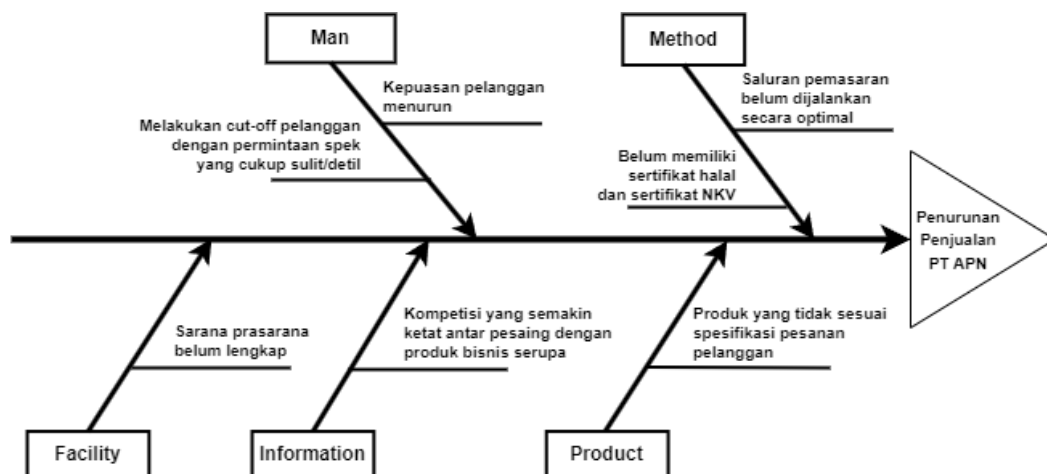 Man
Method
Kepuasan pelanggan
menurun
Melakukan cut-off pelanggan
dengan permintaan spek
yang cukup sulit/detil
Saluran pemasaran
belum dijalankan
secara optimal
Belum memiliki
sertifikat halal
dan sertifikat NKV
Penurunan
Penjualan
PT APN
Sarana prasarana
belum lengkap
Kompetisi yang semakin
ketat antar pesaing dengan
produk bisnis serupa
Produk yang tidak sesuai
spesifikasi pesanan
pelanggan
Facility
Information
Product